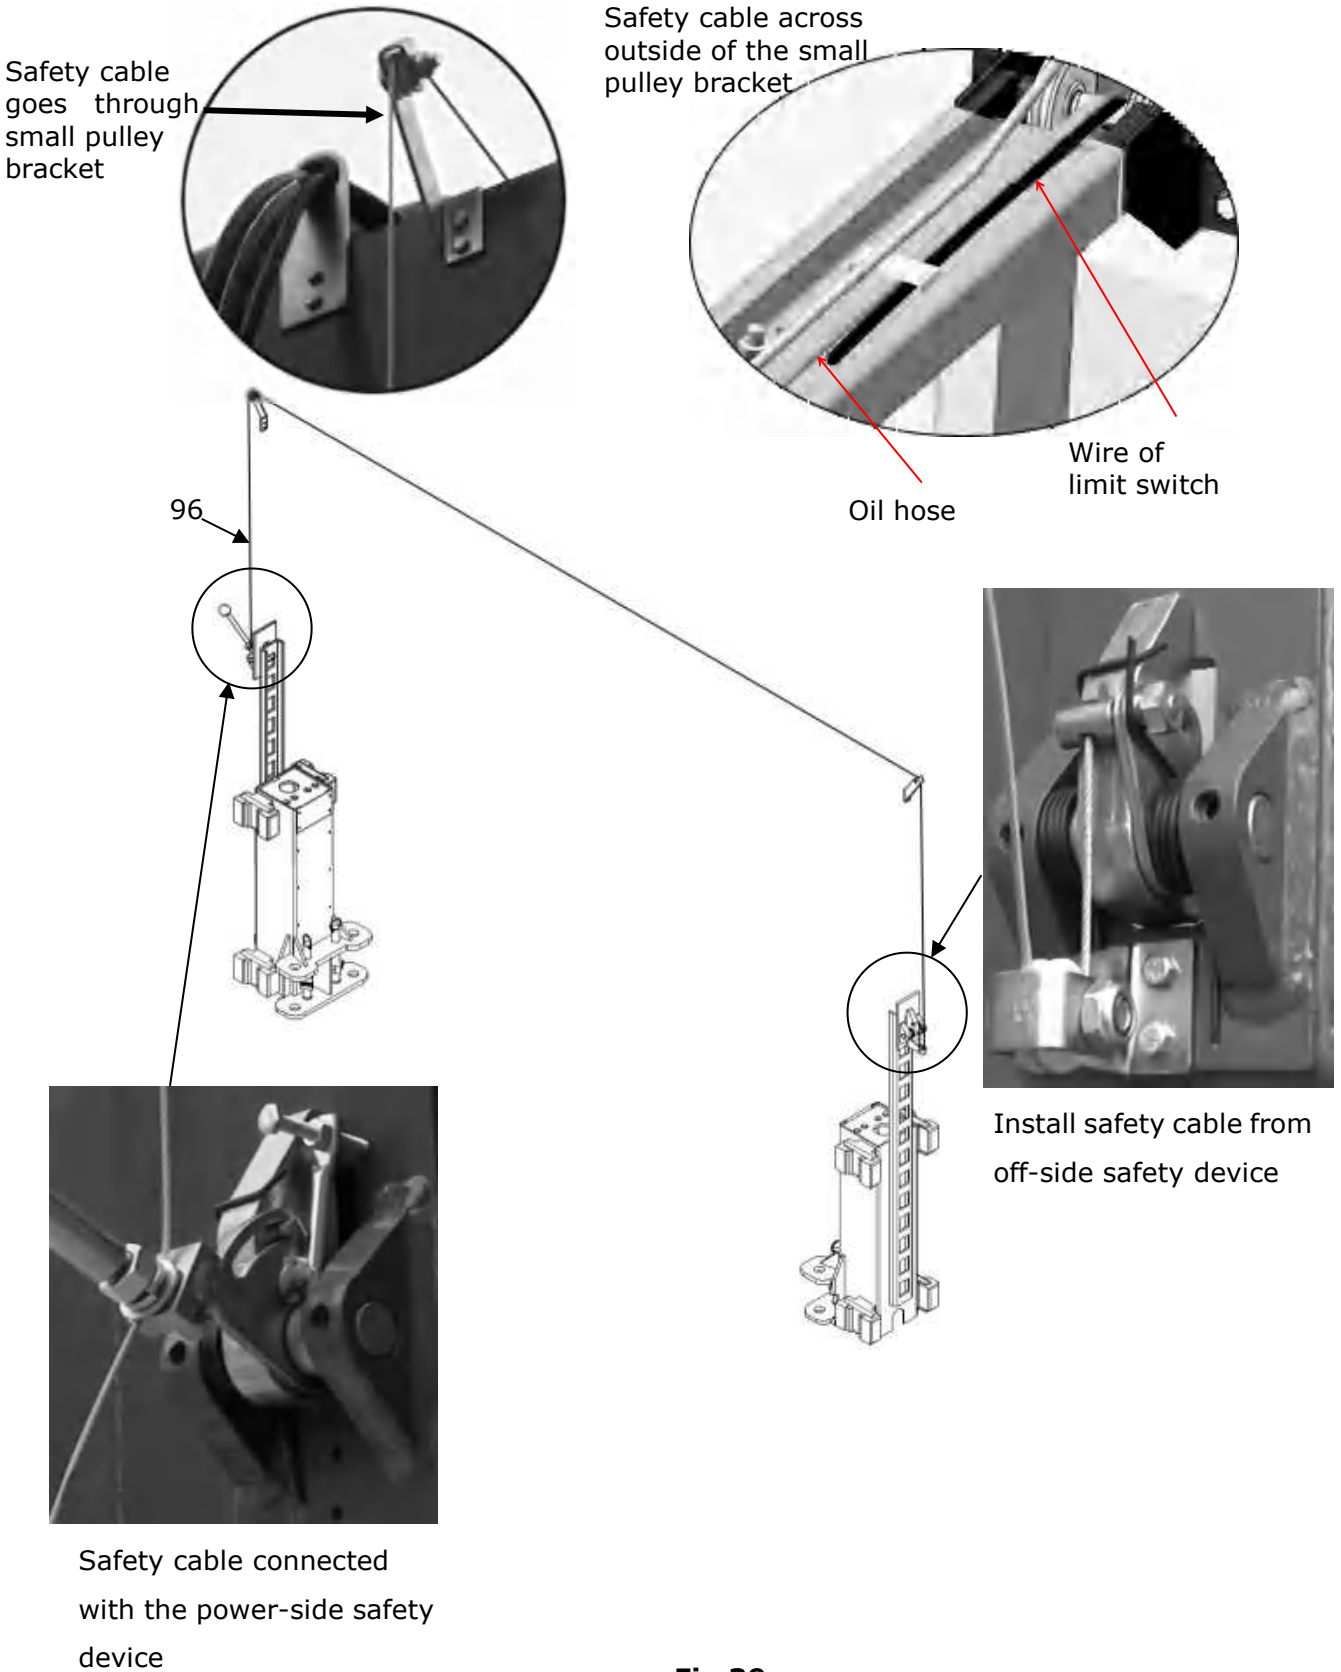 Safety cable
goes through
small pulley
bracket
Safety cable across
outside of the small
pulley bracket
Wire of
limit switch
Oil hose
96
Install safety cable from
off-side safety device
Safety cable connected
with the power-side safety
device